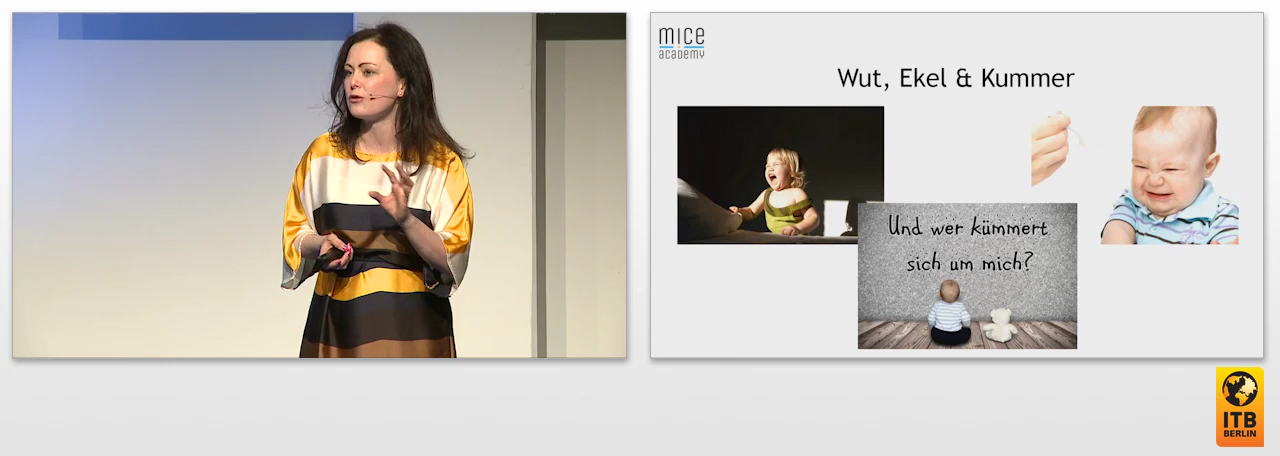 mice
academy
Wut, Ekel & Kummer
Und wer kümmert
sich um mich?
ITB
BERLIN